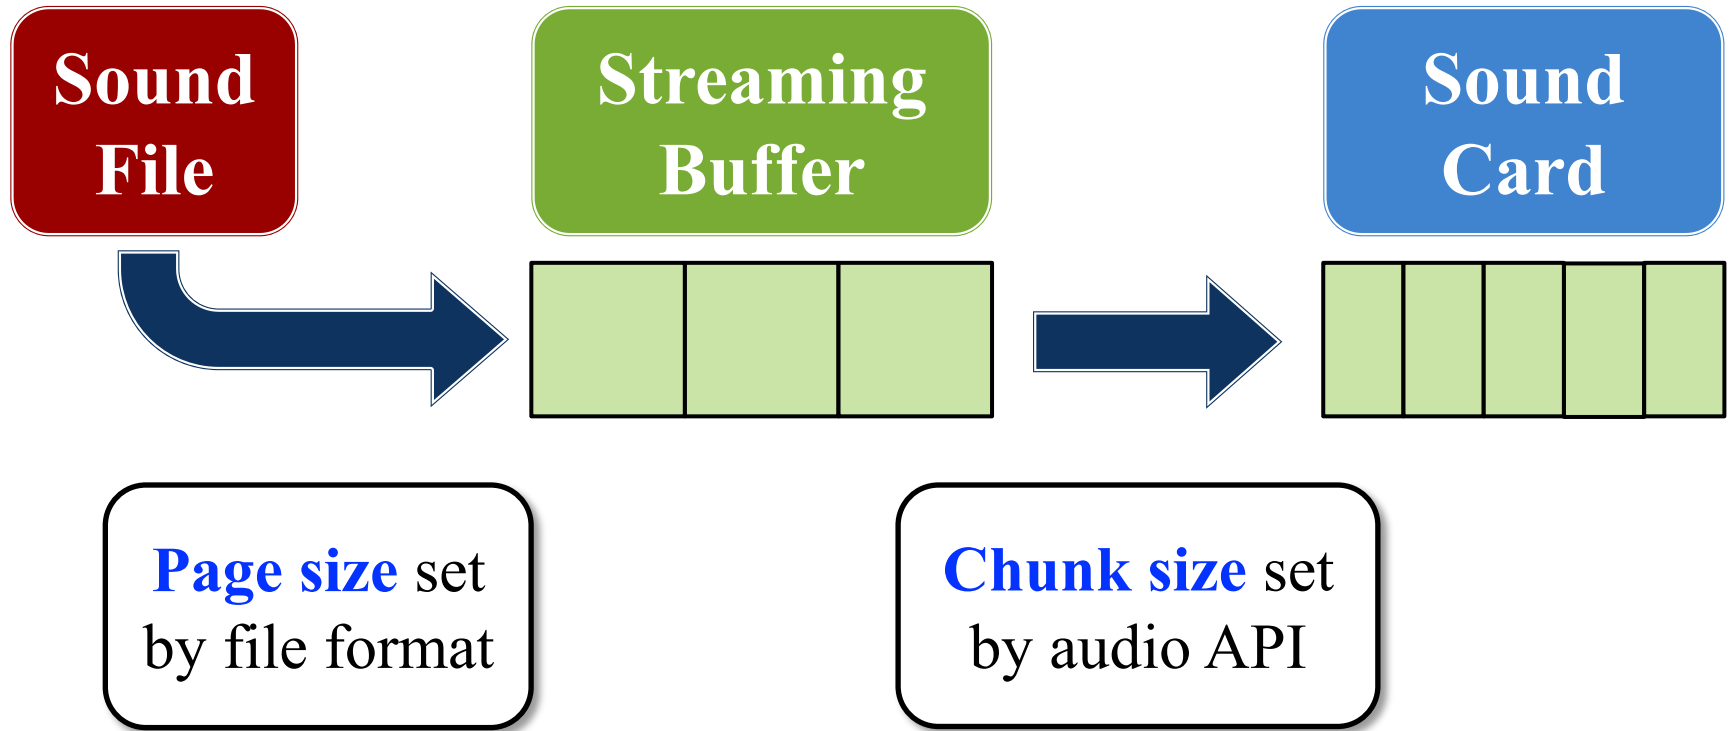 Sound
File
Streaming
Buffer
Sound
Card
Page size set
by file format
Chunk size set
by audio API